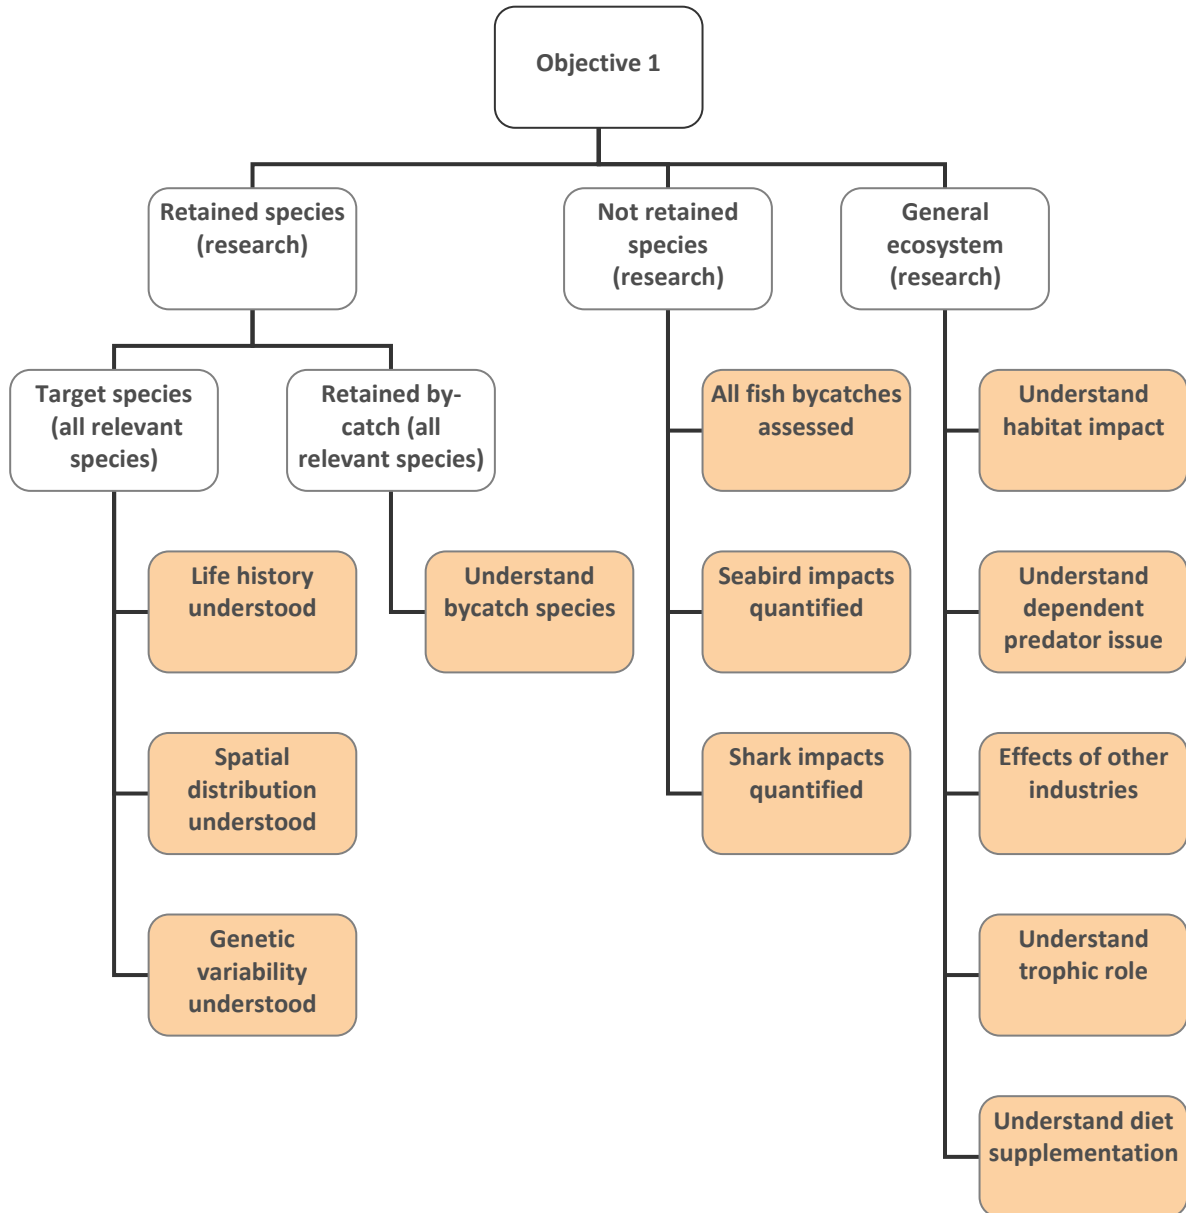 Objective 1
Retained species
(research)
Not retained
species
(research)
General
ecosystem
(research)
Target species
(all relevant
species)
Retained by-
catch (all
relevant species)
Life history
understood
Spatial
distribution
understood
Genetic
variability
understood
Understand
bycatch species
All fish bycatches
assessed
Seabird impacts
quantified
Shark impacts
quantified
Understand
habitat impact
Understand
dependent
predator issue
Effects of other
industries
Understand
trophic role
Understand diet
supplementation